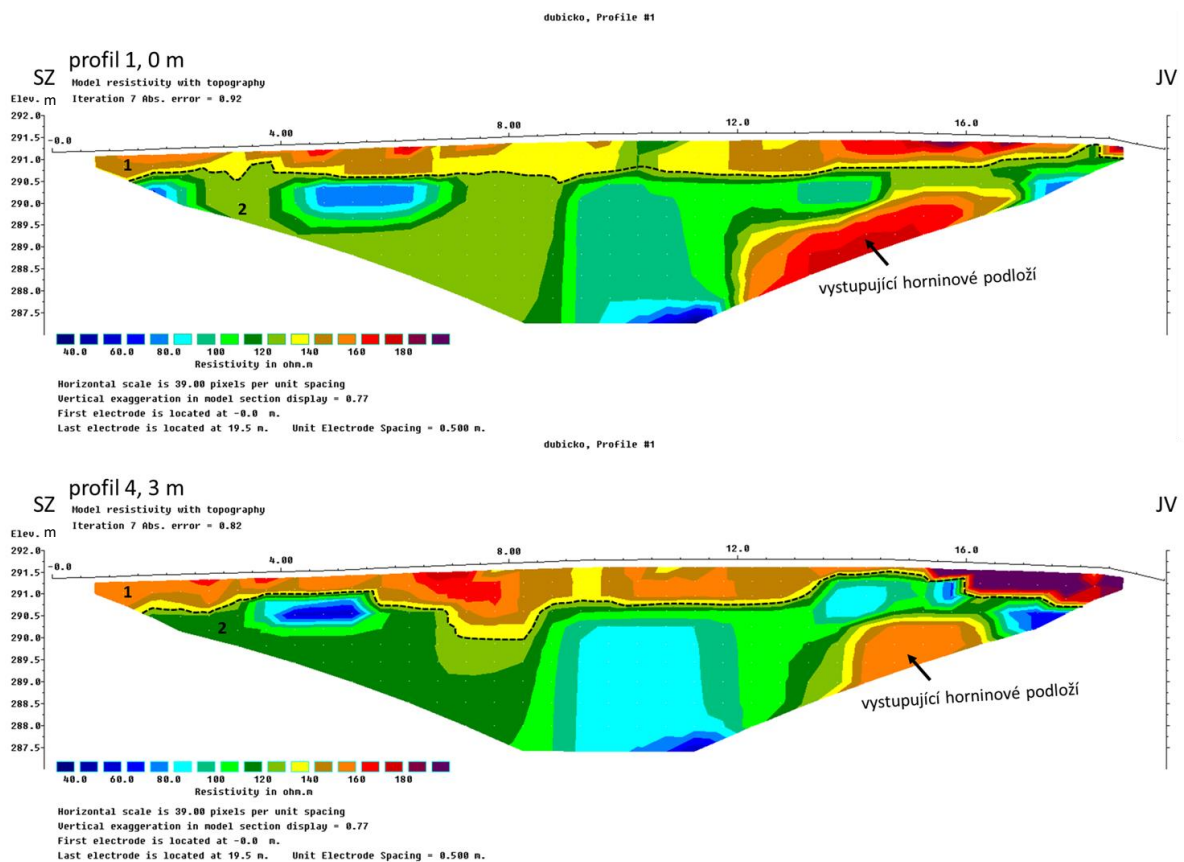 dubicko, Profile #1
profil 1, 0 m
SZ
JV
Model resistivity with topography
Elev. m
Iteration 7 Abs. error = 0.92
292.0
291.5
291.0
290.5
290.0
289.5
289.0
288.5
288.0
287.5
-0.0 4.00 8.00 12.00 16.00
1
2
vystupující horninové podloží
40.0 60.0 80.0 100 120 140 160 180
Resistivity in ohm.m
Horizontal scale is 39.00 pixels per unit spacing
Vertical exaggeration in model section display = 0.77
First electrode is located at -0.0 m.
Last electrode is located at 19.5 m. Unit Electrode Spacing = 0.500 m.
dubicko, Profile #1
profil 4, 3 m
SZ
JV
Model resistivity with topography
Iteration 7 Abs. error = 0.82
Elev. m
292.0
291.5
291.0
290.5
290.0
289.5
289.0
288.5
288.0
287.5
-0.0 4.00 8.00 12.00 16.00
1
2
vystupující horninové podloží
40.0 60.0 80.0 100 120 140 160 180
Resistivity in ohm.m
Horizontal scale is 39.00 pixels per unit spacing
Vertical exaggeration in model section display = 0.77
First electrode is located at -0.0 m.
Last electrode is located at 19.5 m. Unit Electrode Spacing = 0.500 m.